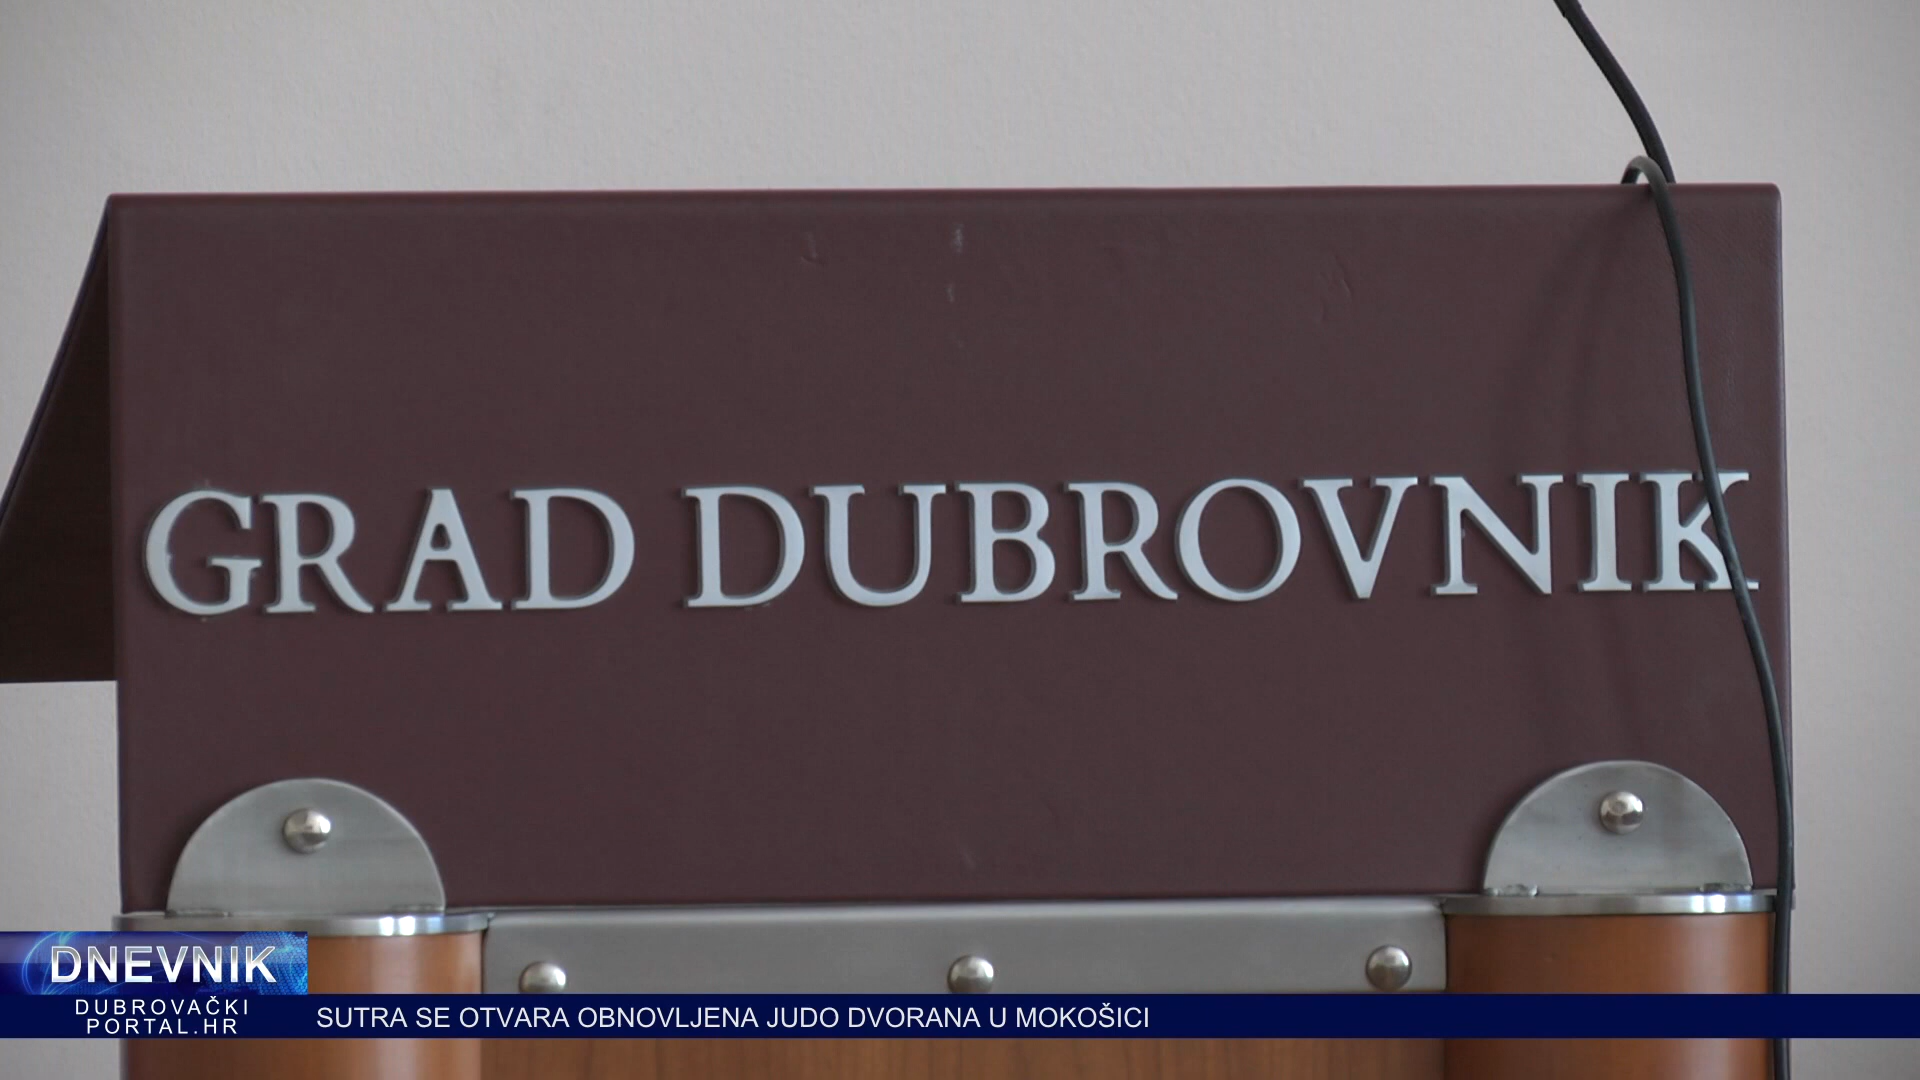 GRAD DUBROVNIK
DNEVNIK
DUBROVAČKI
PORTAL.HR
SUTRA SE OTVARA OBNOVLJENA JUDO DVORANA U MOKOŠICI